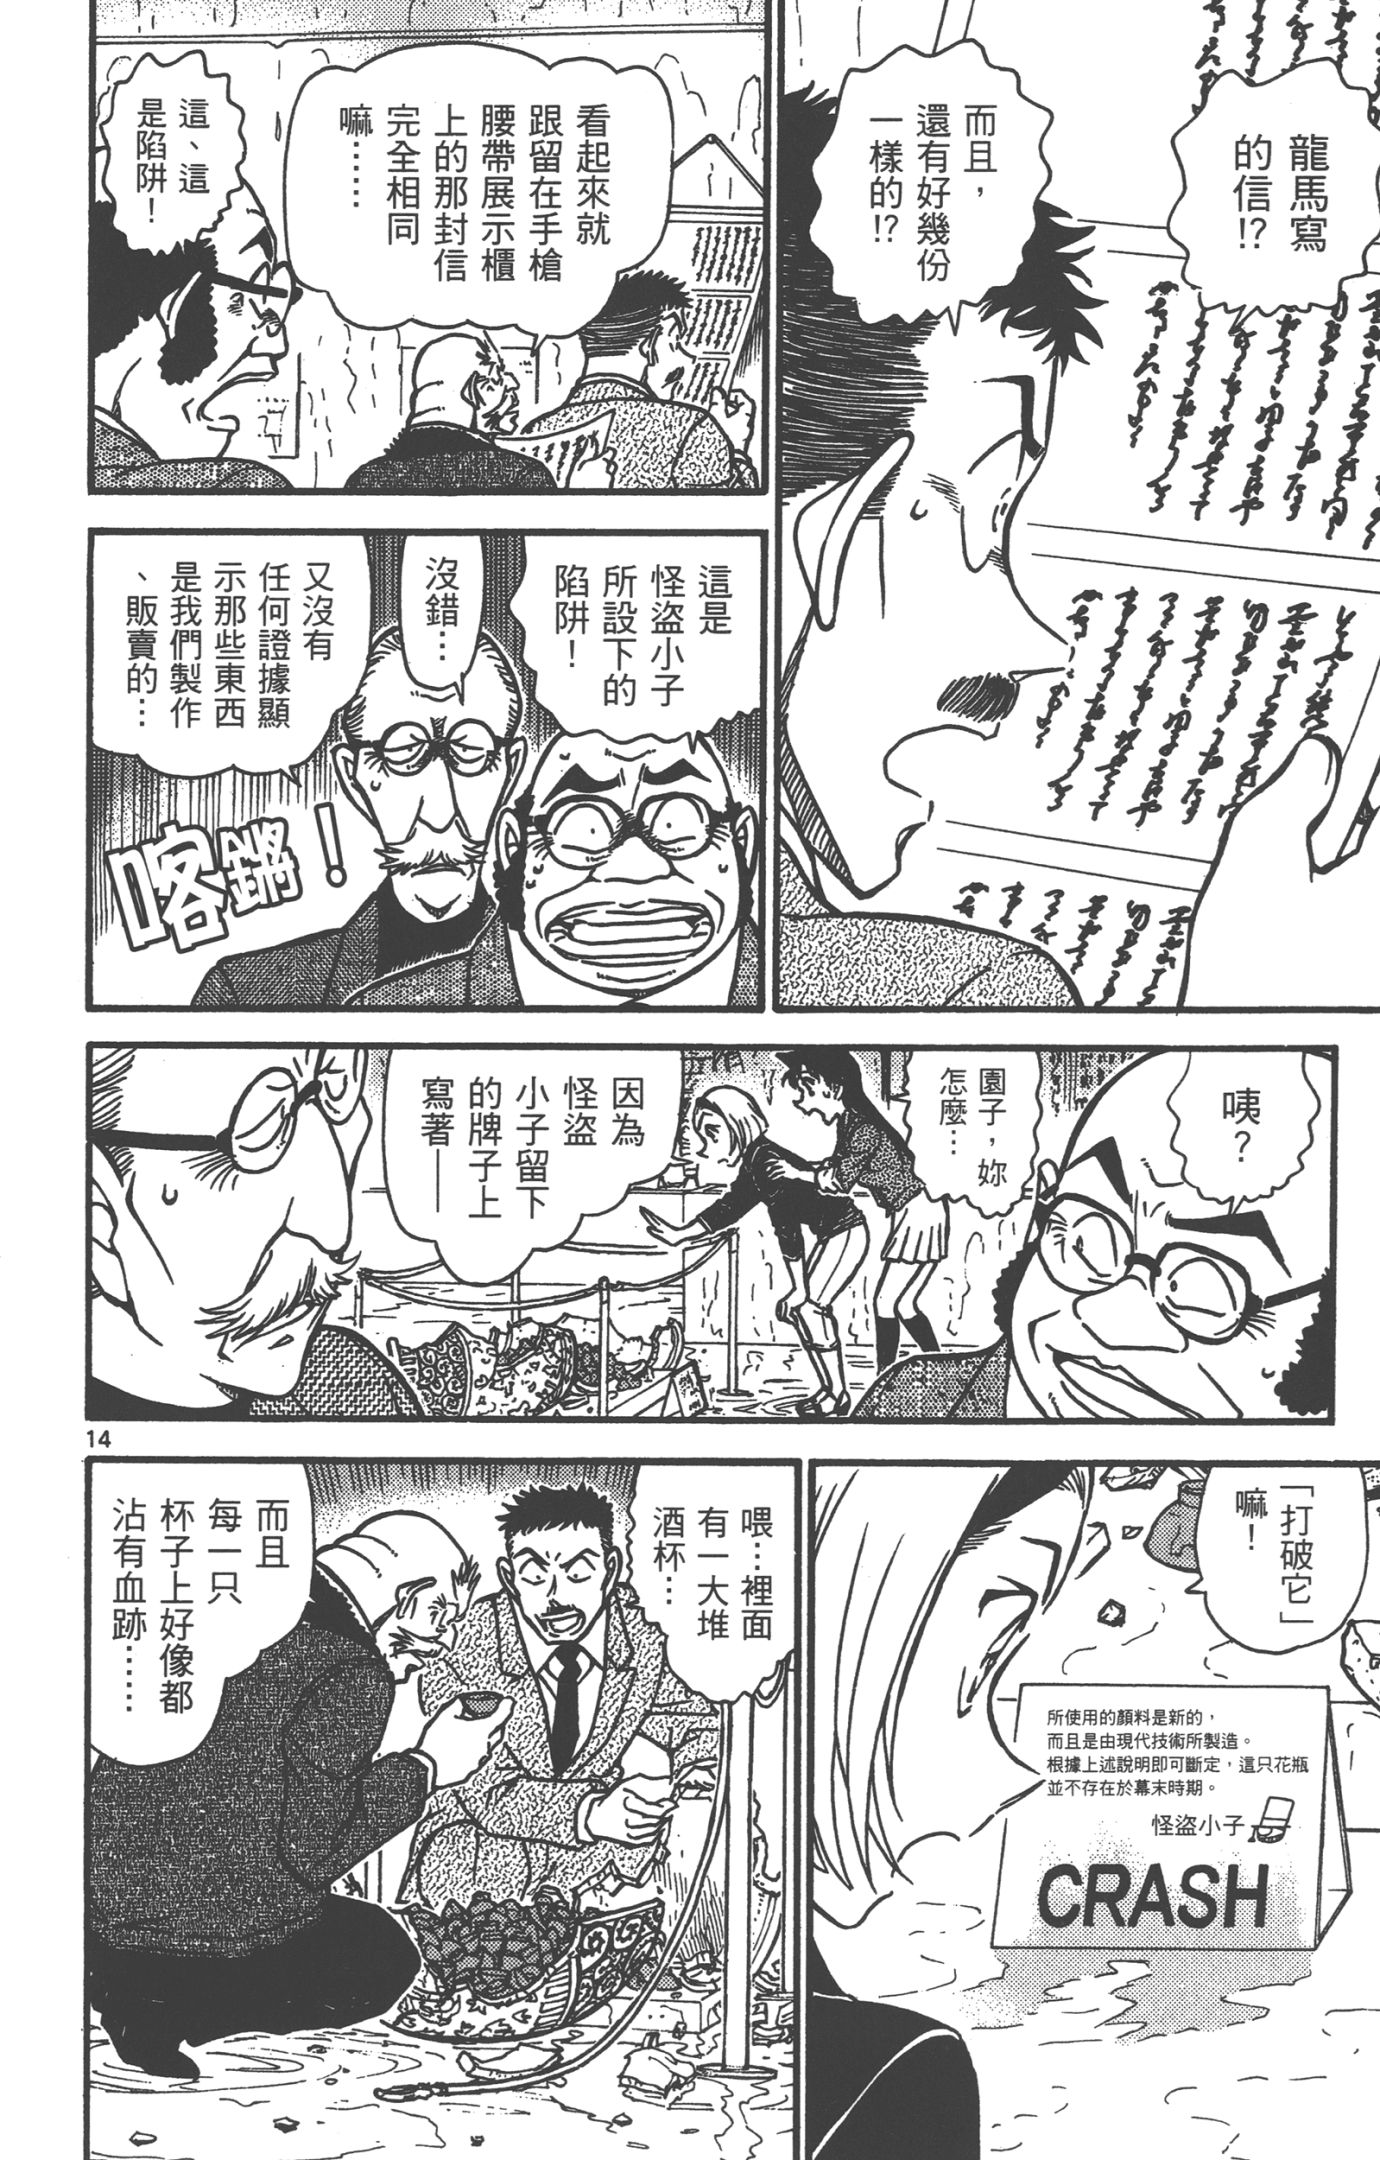 龍馬寫
的信!?
而且，
還有好幾份
一樣的!?
看起來就
跟留在手槍
腰帶展示櫃
上的那封信
完全相同
嘛……
這、這
是陷阱！
這是
怪盜小子
所設下的
陷阱！
沒錯…
又沒有
任何證據顯
示那些東西
是我們製作
、販賣的…
喀鏘！
咦？
園子，妳
怎麼…
因為
怪盜
小子留下
的牌子上
寫著──
14
「打破它」
嘛！
所使用的顏料是新的，
而且是由現代技術所製造。
根據上述說明即可斷定，這只花瓶
並不存在於幕末時期。
怪盜小子
CRASH
喂…裡面
有一大堆
酒杯…
而且
每一只
杯子上好像都
沾有血跡……